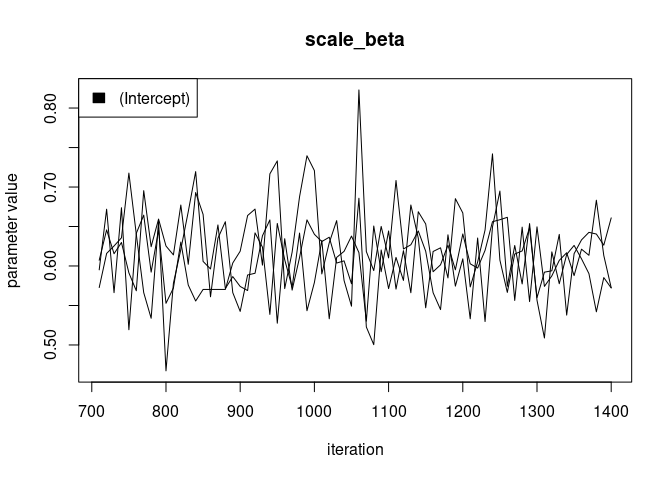 scale_beta
(Intercept)
parameter value
0.80
0.70
0.60
0.50
700 800 900 1000 1100 1200 1300 1400
iteration